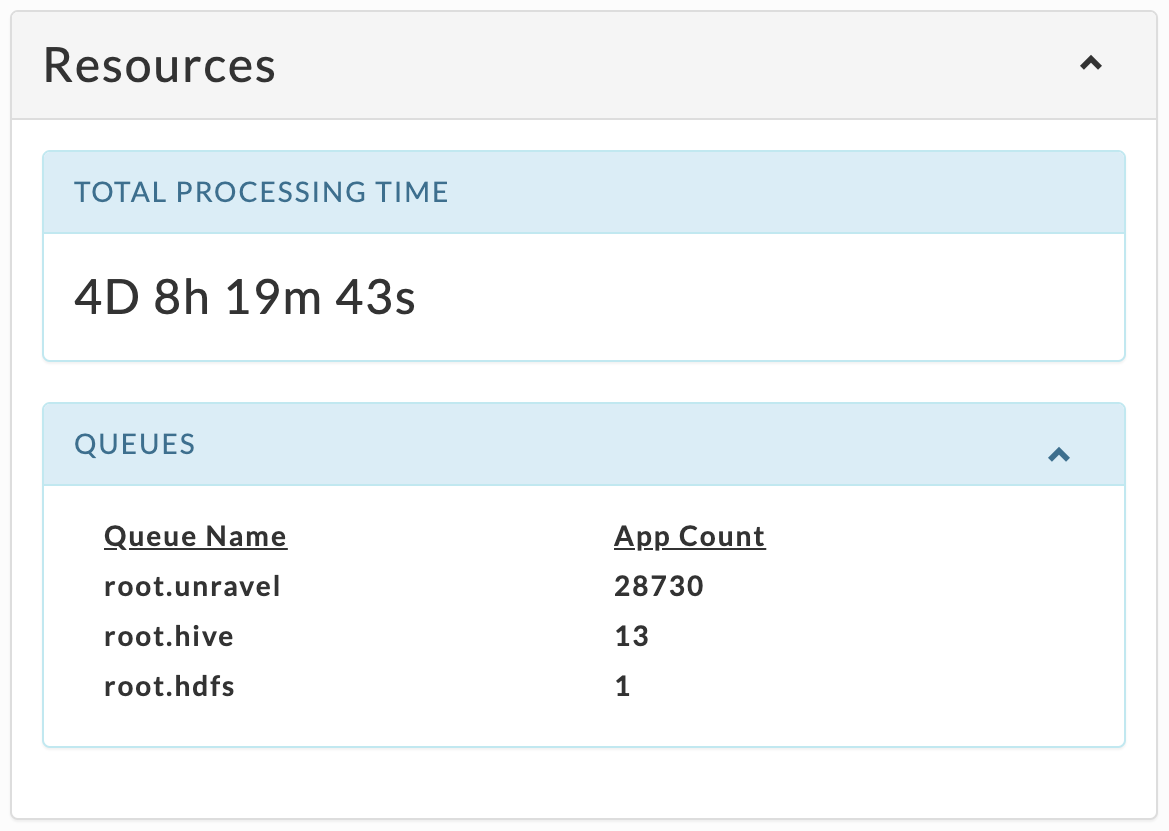 Resources
TOTAL PROCESSING TIME
4D 8h 19m 43s
QUEUES
Queue Name App Count
root.unravel 28730
root.hive 13
root.hdfs 1